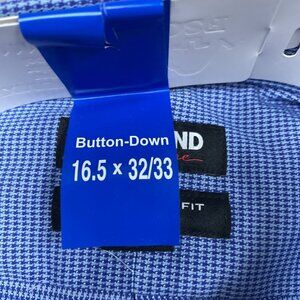 Button-Down
16.5 x 32/33
ND
FIT